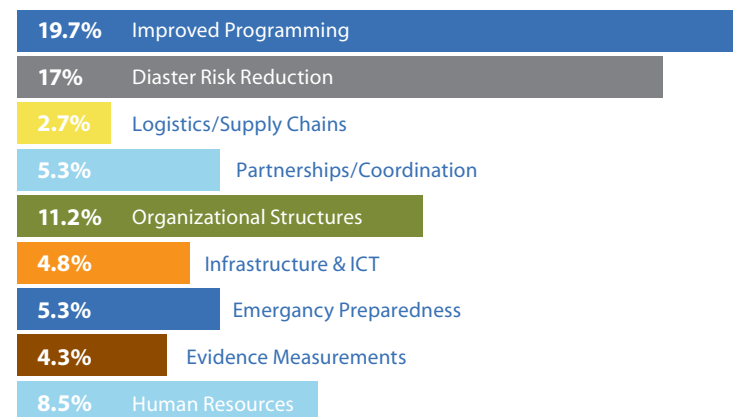 19.7% Improved Programming
17% Disaster Risk Reduction
2.7% Logistics/Supply Chains
5.3% Partnerships/Coordination
11.2% Organizational Structures
4.8% Infrastructure & ICT
5.3% Emergancy Preparedness
4.3% Evidence Measurements
8.5% Human Resources